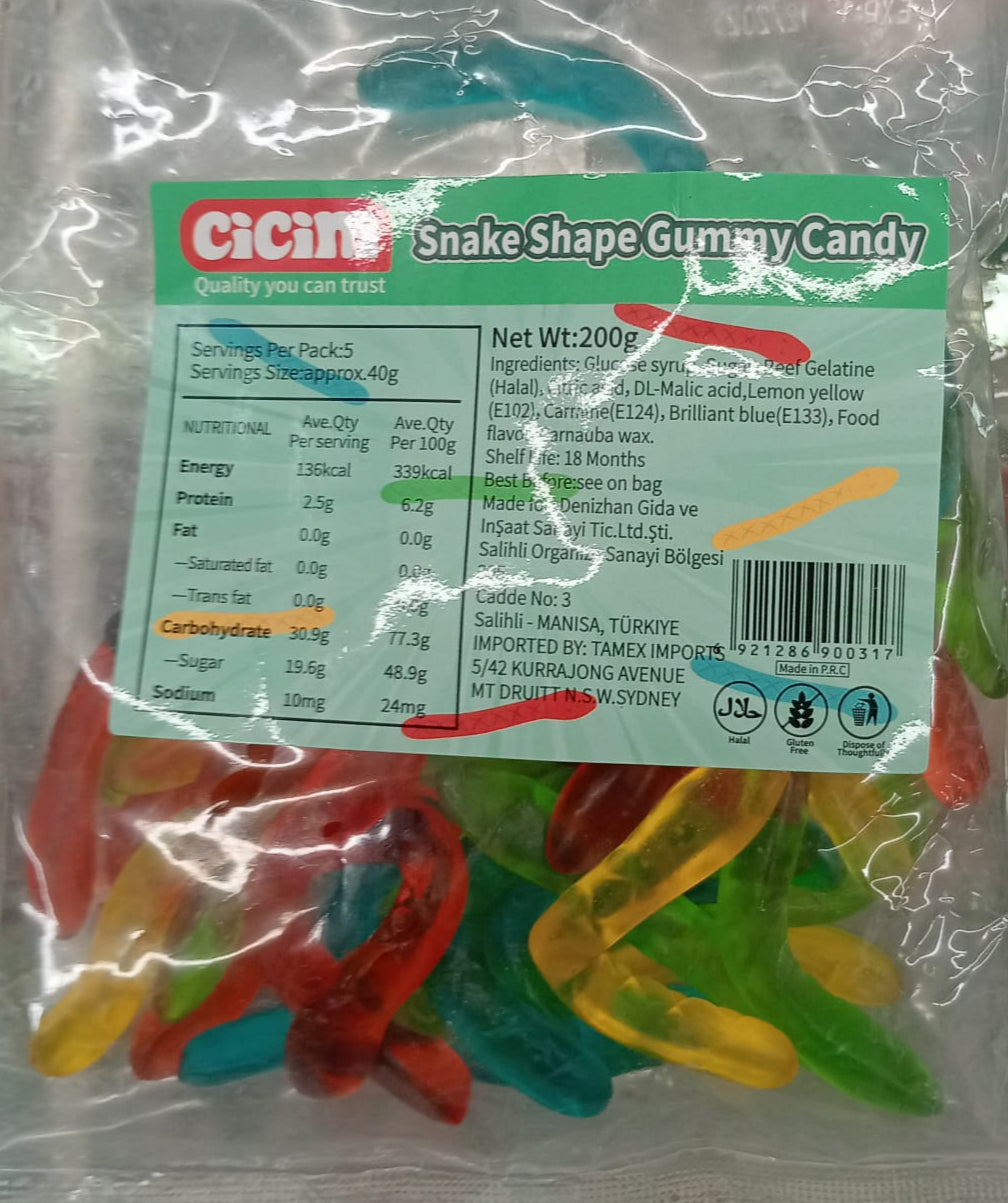 EXP:
/2025
CiCiM
Snake Shape Gummy Candy
Quality you can trust
Servings Per Pack:5
Servings Size:approx.40g
NUTRITIONAL Ave.Qty Per serving Ave.Qty Per 100g
Energy 136kcal 339kcal
Protein 2.5g 6.2g
Fat 0.0g 0.0g
—Saturated fat 0.0g 0.0g
—Trans fat 0.0g
Carbohydrate 30.9g 77.3g
—Sugar 19.6g 48.9g
Sodium 10mg 24mg
Net Wt:200g
Ingredients: Glucose syrup, Sugar, Beef Gelatine
(Halal), Citric acid, DL-Malic acid,Lemon yellow
(E102), Carmine(E124), Brilliant blue(E133), Food
Carnauba wax.
Shelf Life: 18 Months
Best Before:see on bag
Made for Denizhan Gida ve
InŞaat Sanayi Tic.Ltd.Şti.
Salihli Organize Sanayi Bölgesi
Cadde No: 3
Salihli - MANISA, TÜRKIYE
IMPORTED BY: TAMEX IMPORTS
5/42 KURRAJONG AVENUE
MT DRUITT N.S.W.SYDNEY
921286 900317
Made in P.R.C
حلال
Halal
Gluten
Free
Dispose of
Thoughtfully